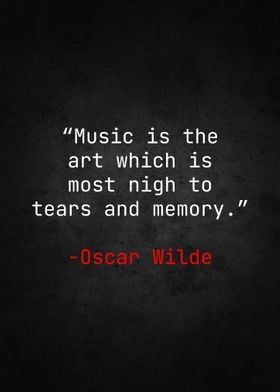 “Music is the
art which is
most nigh to
tears and memory.”
-Oscar Wilde